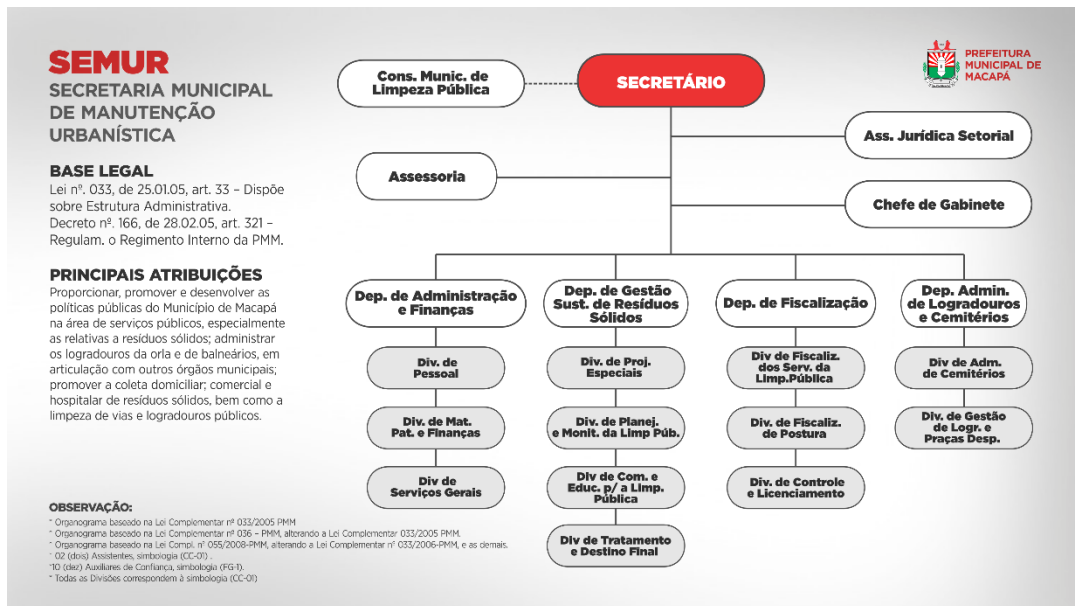 SEMUR
SECRETARIA MUNICIPAL
DE MANUTENÇÃO
URBANÍSTICA
BASE LEGAL
Lei nº. 033, de 25.01.05, art. 33 – Dispõe
sobre Estrutura Administrativa.
Decreto nº. 166, de 28.02.05, art. 321 –
Regulam. o Regimento Interno da PMM.
PRINCIPAIS ATRIBUIÇÕES
Proporcionar, promover e desenvolver as
políticas públicas do Município de Macapá
na área de serviços públicos, especialmente
as relativas a resíduos sólidos; administrar
os logradouros da orla e de balneários, em
articulação com outros órgãos municipais;
promover a coleta domiciliar; comercial e
hospitalar de resíduos sólidos, bem como a
limpeza de vias e logradouros públicos.
Cons. Munic. de
Limpeza Pública
SECRETÁRIO
PREFEITURA
MUNICIPAL DE
MACAPÁ
Ass. Jurídica Setorial
Assessoria
Chefe de Gabinete
Dep. de Administração
e Finanças
Div. de
Pessoal
Div. de Mat.
Pat. e Finanças
Div de
Serviços Gerais
Dep. de Gestão
Sust. de Resíduos
Sólidos
Div. de Proj.
Especiais
Div. de Planej.
e Monit. da Limp Púb.
Div de Com. e
Educ. p/ a Limp.
Pública
Div de Tratamento
e Destino Final
Dep. de Fiscalização
Div de Fiscaliz.
dos Serv. da
Limp.Pública
Div. de Fiscaliz.
de Postura
Div. de Controle
e Licenciamento
Dep. Admin.
de Logradouros
e Cemitérios
Div de Adm.
de Cemitérios
Div. de Gestão
de Logr. e
Praças Desp.
OBSERVAÇÃO:
* Organograma baseado na Lei Complementar nº 033/2005 PMM
* Organograma baseado na Lei Complementar nº 036 – PMM, alterando a Lei Complementar 033/2005 PMM.
* Organograma baseado na Lei Compl. n° 055/2008-PMM, alterando a Lei Complementar n° 033/2006-PMM, e as demais.
* 02 (dois) Assistentes, simbologia (CC-01) .
*10 (dez) Auxiliares de Confiança, simbologia (FG-1).
* Todas as Divisões correspondem à simbologia (CC-01)